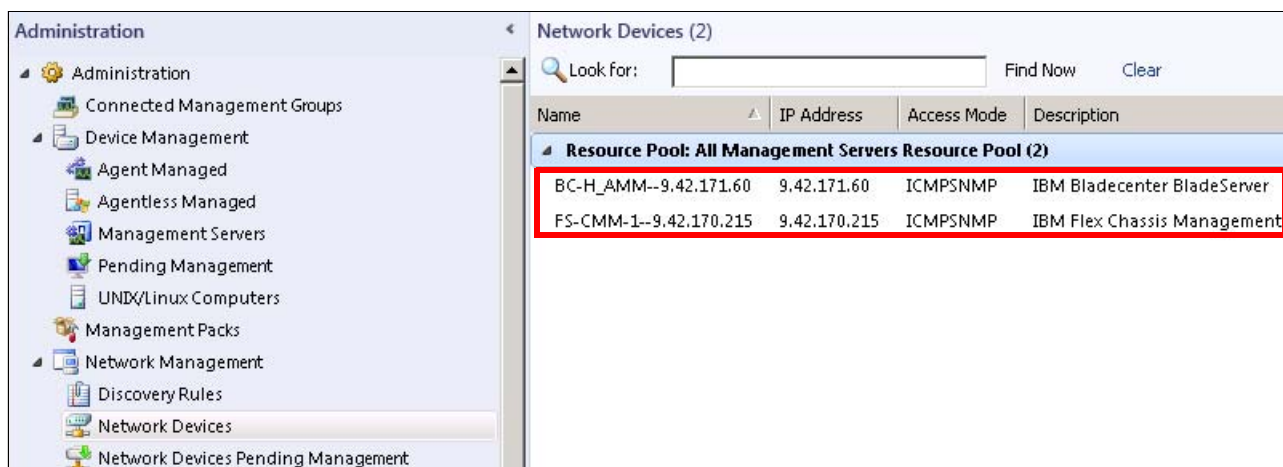 Administration
Administration
Connected Management Groups
Device Management
Agent Managed
Agentless Managed
Management Servers
Pending Management
UNIX/Linux Computers
Management Packs
Network Management
Discovery Rules
Network Devices
Network Devices Pending Management
Network Devices (2)
Look for: Find Now Clear
Name IP Address Access Mode Description
Resource Pool: All Management Servers Resource Pool (2)
BC-H_AMM--9.42.171.60 9.42.171.60 ICMPSNMP IBM Bladecenter BladeServer
FS-CMM-1--9.42.170.215 9.42.170.215 ICMPSNMP IBM Flex Chassis Management